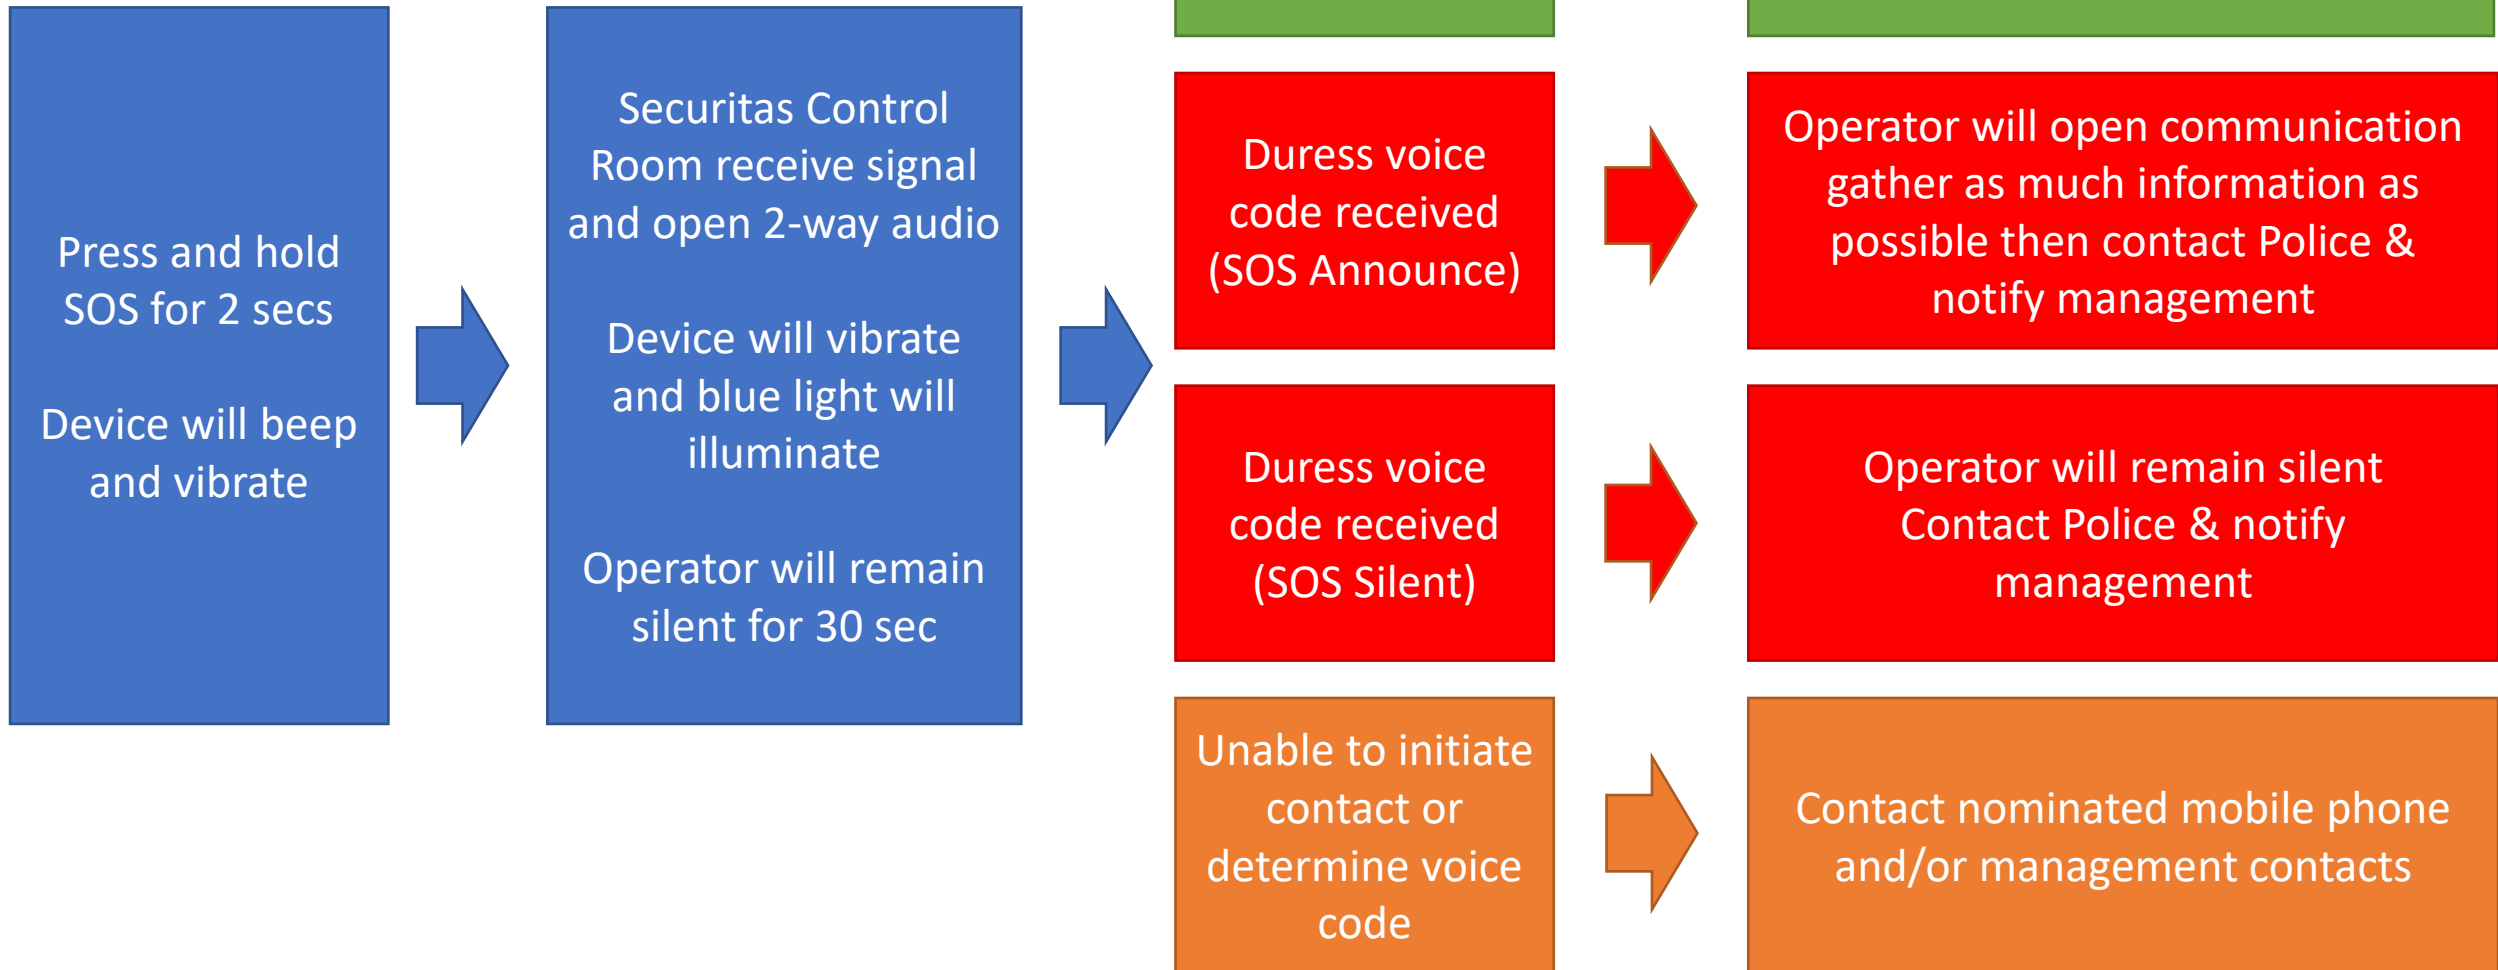 Press and hold
SOS for 2 secs
Device will beep
and vibrate
Securitas Control
Room receive signal
and open 2-way audio
Device will vibrate
and blue light will
illuminate
Operator will remain
silent for 30 sec
Duress voice
code received
(SOS Announce)
Operator will open communication
gather as much information as
possible then contact Police &
notify management
Duress voice
code received
(SOS Silent)
Operator will remain silent
Contact Police & notify
management
Unable to initiate
contact or
determine voice
code
Contact nominated mobile phone
and/or management contacts